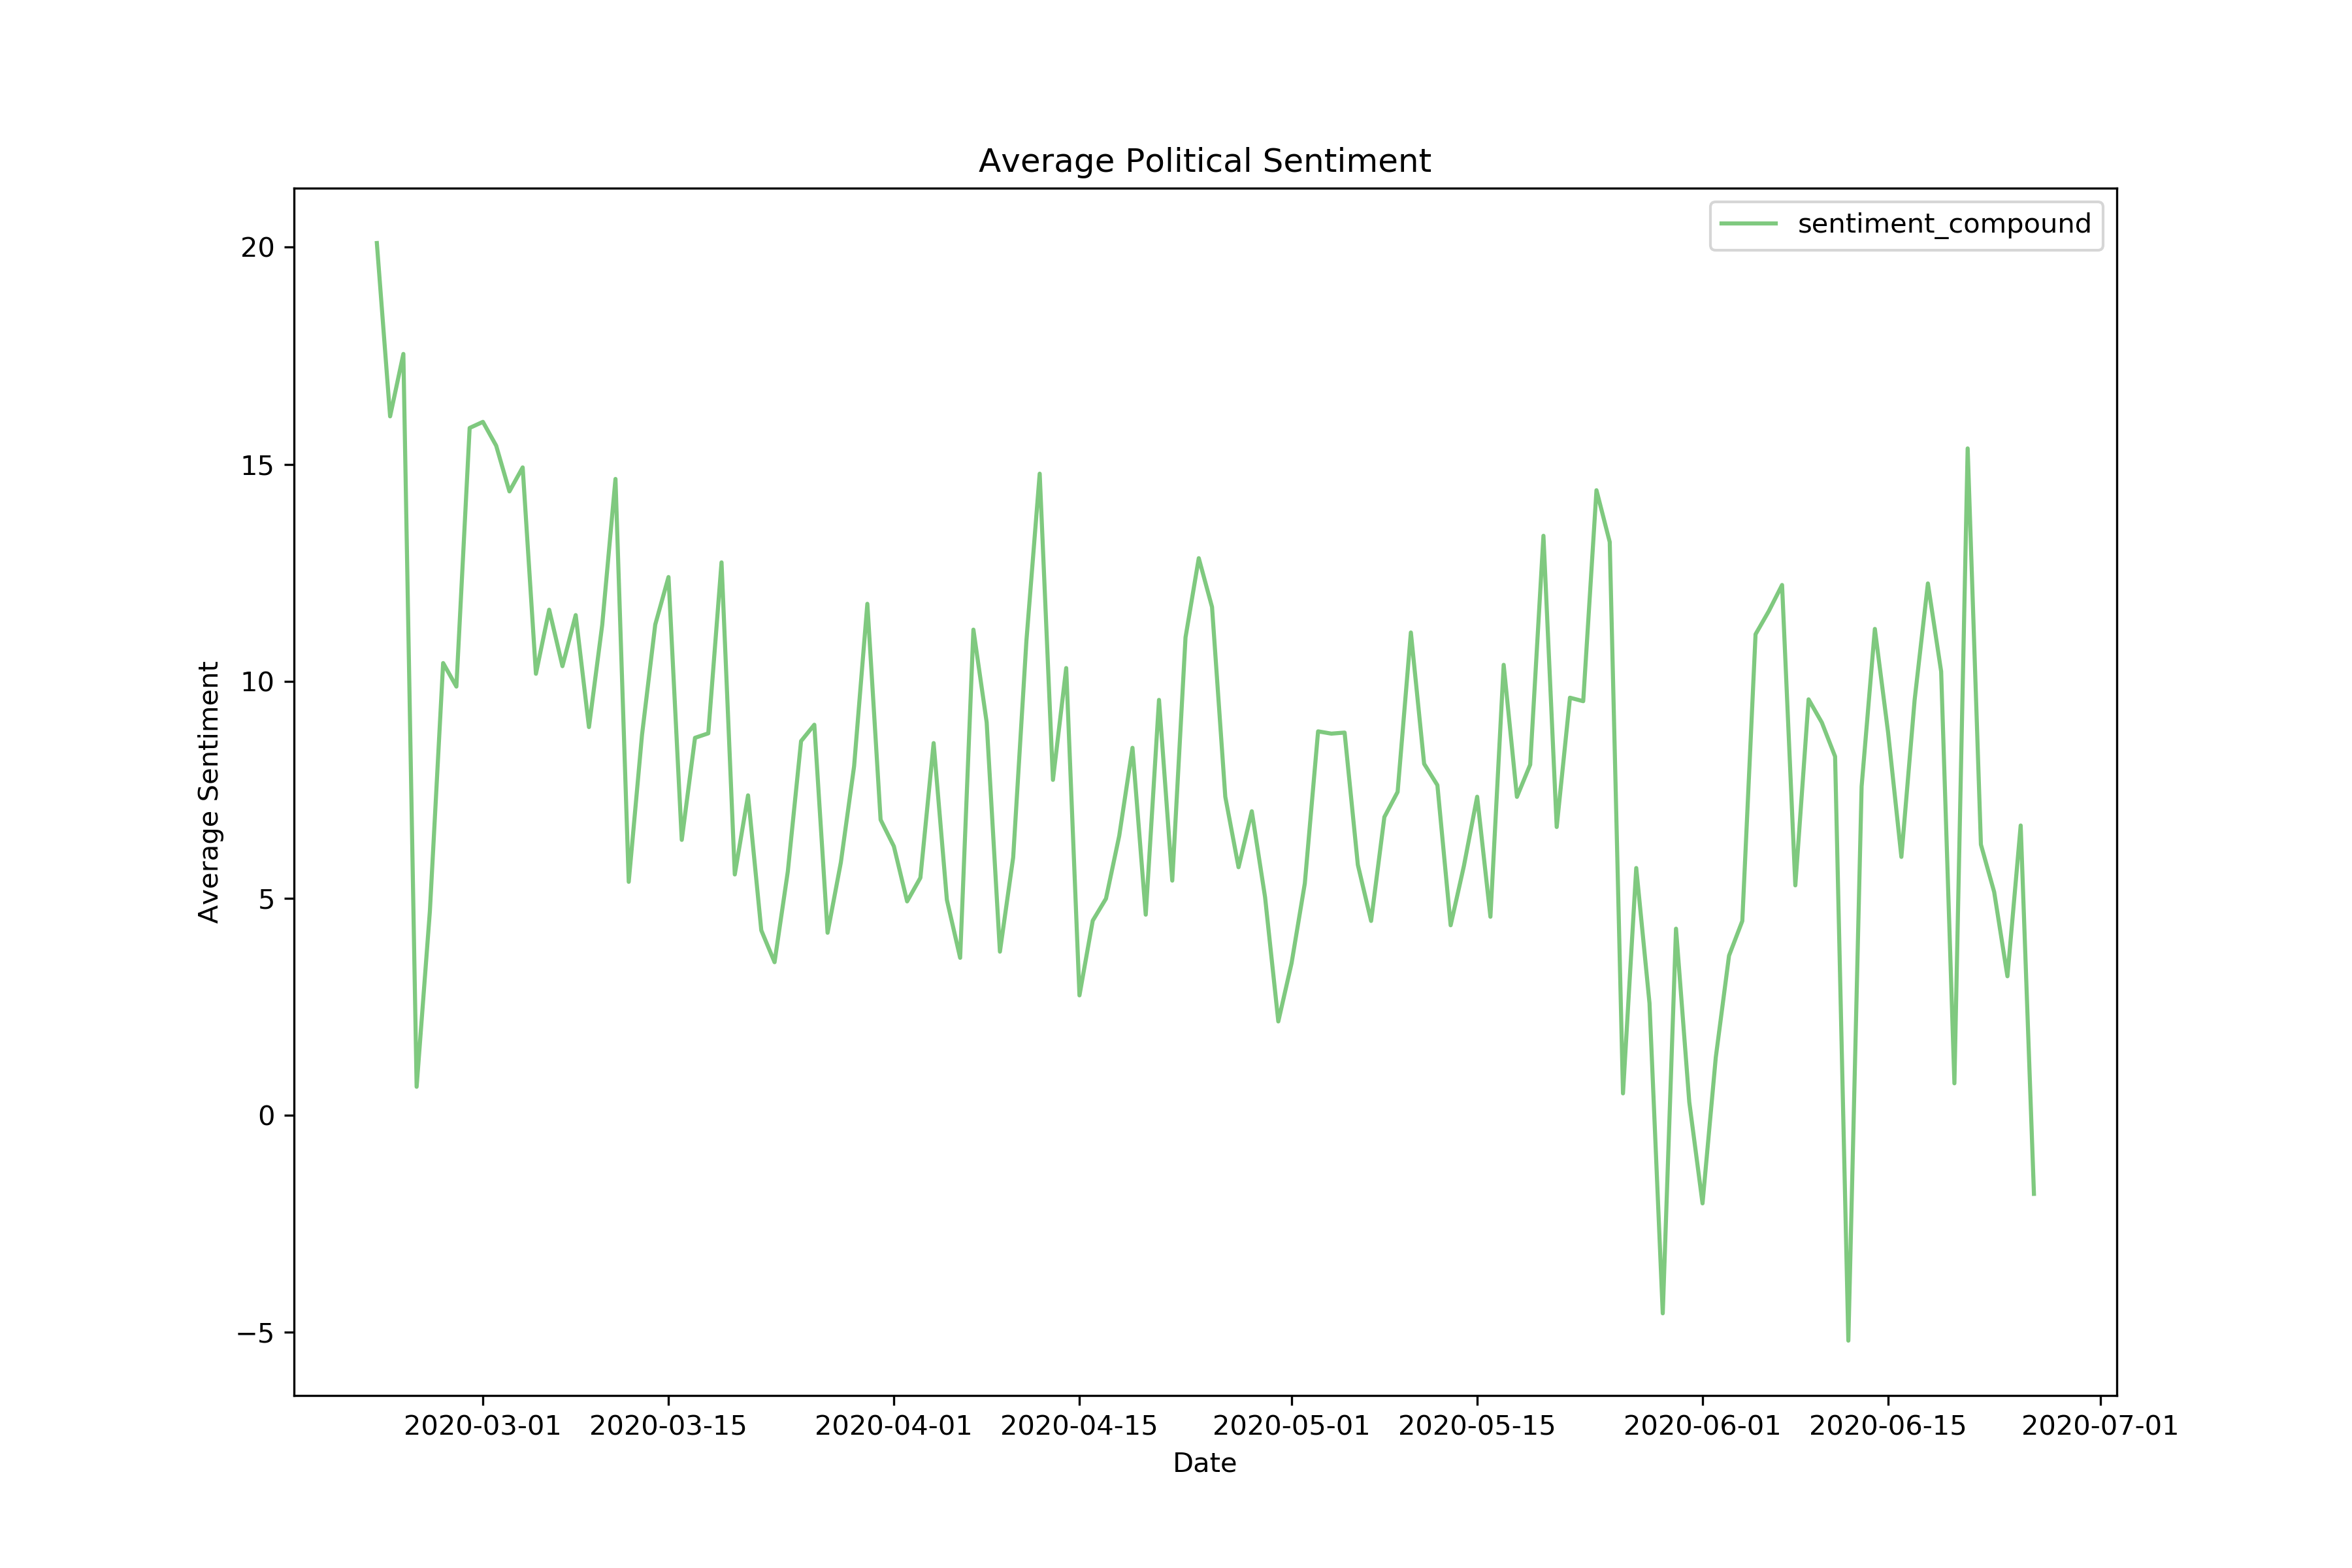 Average Political Sentiment
sentiment_compound
Average Sentiment
20
15
10
5
0
−5
2020-03-01 2020-03-15 2020-04-01 2020-04-15 2020-05-01 2020-05-15 2020-06-01 2020-06-15 2020-07-01
Date